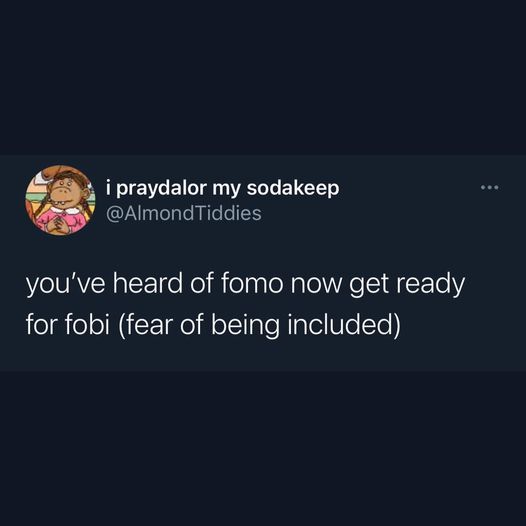 i praydalor my sodakeep
@AlmondTiddies
you’ve heard of fomo now get ready
for fobi (fear of being included)